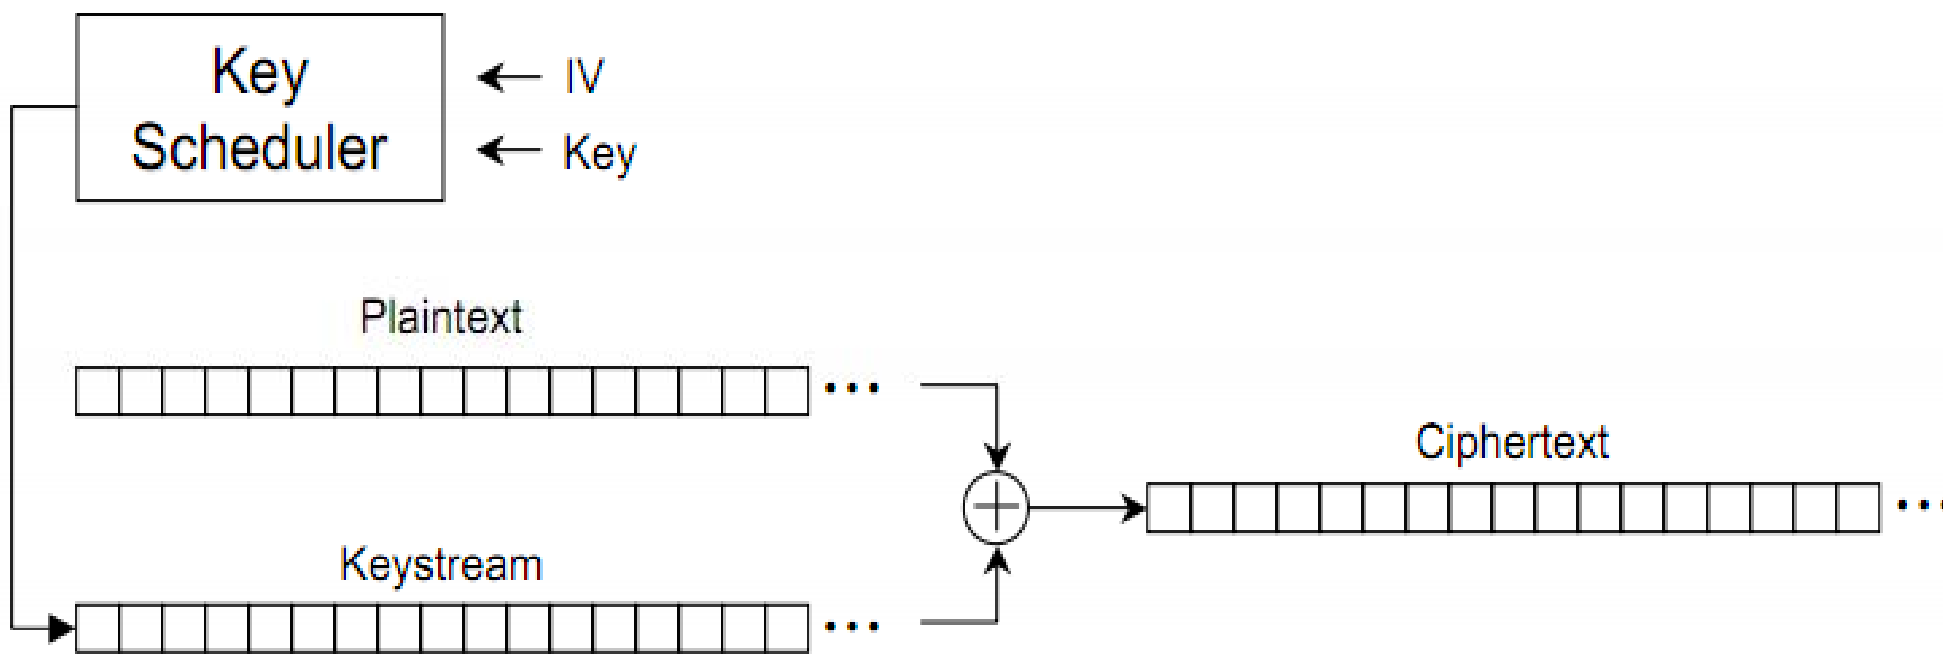 Key
Scheduler
IV
Key
Plaintext
Ciphertext
Keystream